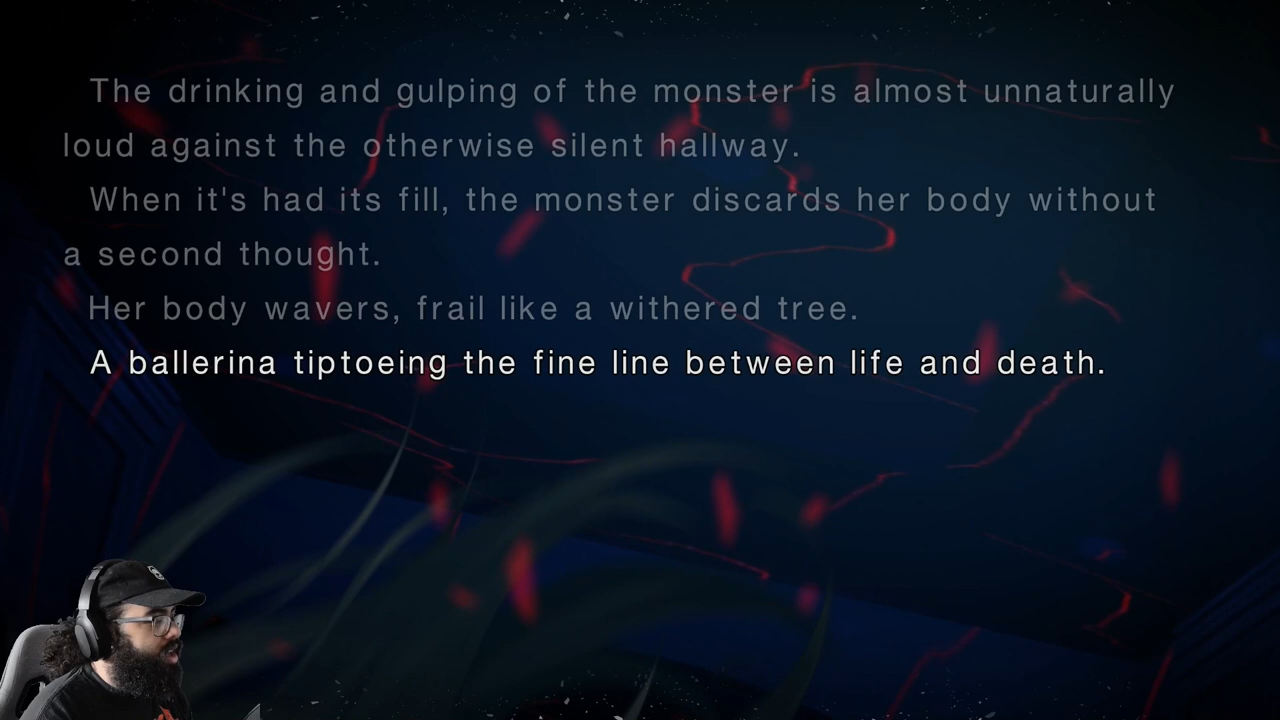 The drinking and gulping of the monster is almost unnaturally
loud against the otherwise silent hallway.
When it's had its fill, the monster discards her body without
a second thought.
Her body wavers, frail like a withered tree.
A ballerina tiptoeing the fine line between life and death.